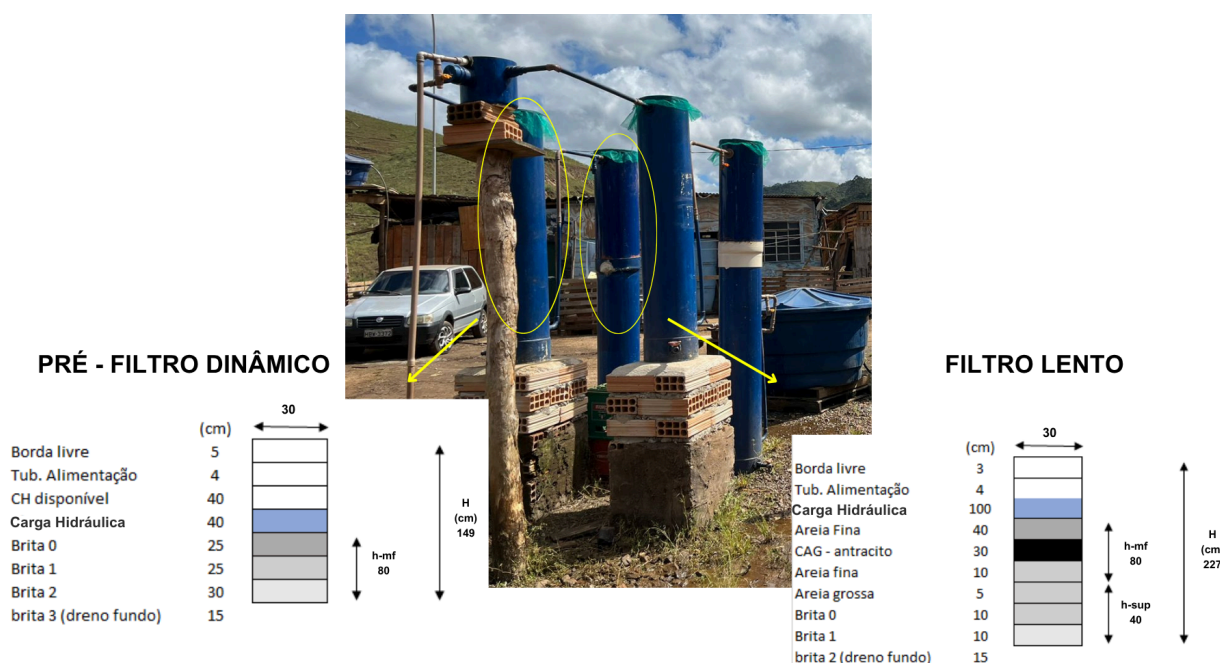 PRÉ - FILTRO DINÂMICO
30
(cm)
Borda livre 5
Tub. Alimentação 4
CH disponível 40
Carga Hidráulica 40
Brita 0 25
Brita 1 25
Brita 2 30
brita 3 (dreno fundo) 15
h-mf
80
H
(cm)
149
FILTRO LENTO
30
(cm)
Borda livre 3
Tub. Alimentação 4
Carga Hidráulica 100
Areia Fina 40
CAG - antracito 30
Areia fina 10
Areia grossa 5
Brita 0 10
Brita 1 10
brita 2 (dreno fundo) 15
h-mf
80
h-sup
40
H
(cm
227